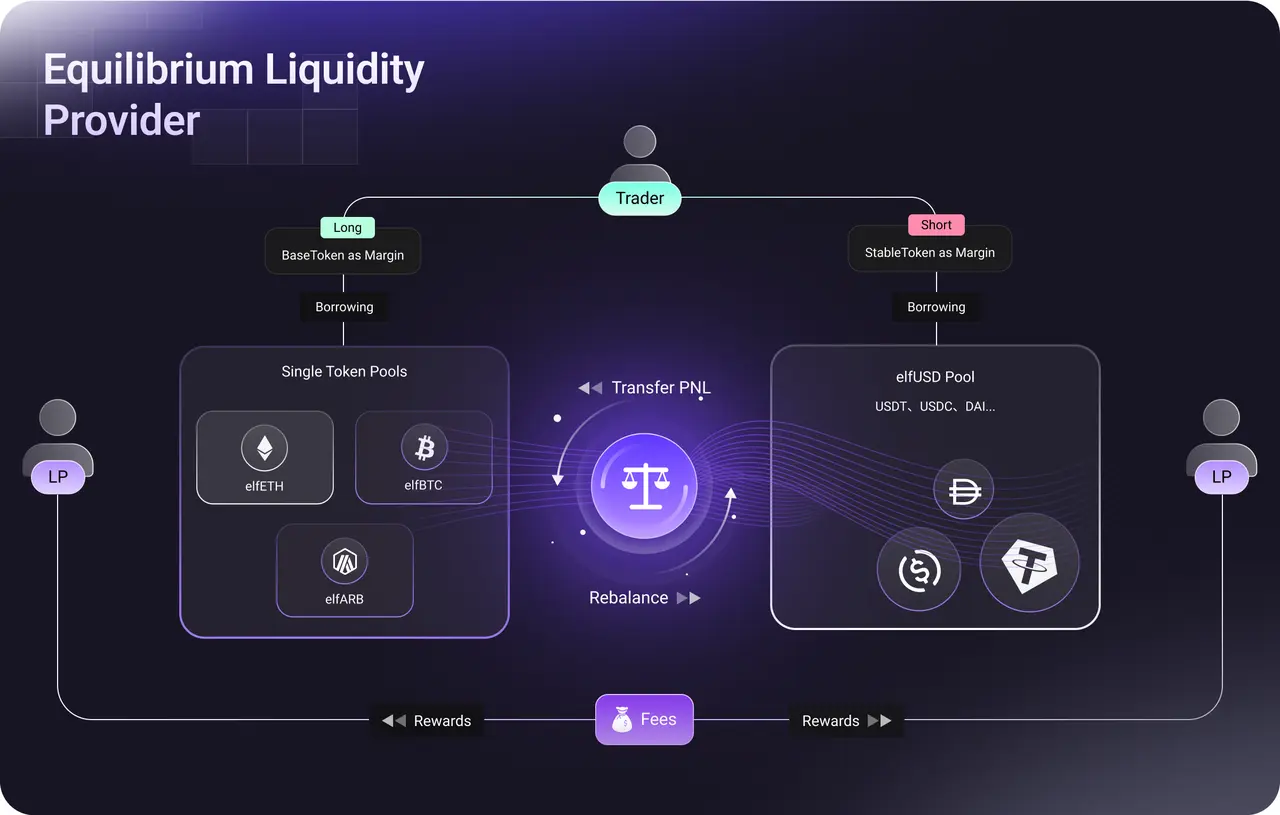 Equilibrium Liquidity
Provider
Trader
Long
BaseToken as Margin
Borrowing
Short
StableToken as Margin
Borrowing
Single Token Pools
elfETH
elfBTC
elfARB
Transfer PNL
Rebalance
elfUSD Pool
USDT、USDC、DAI...
LP
LP
Rewards
Fees
Rewards